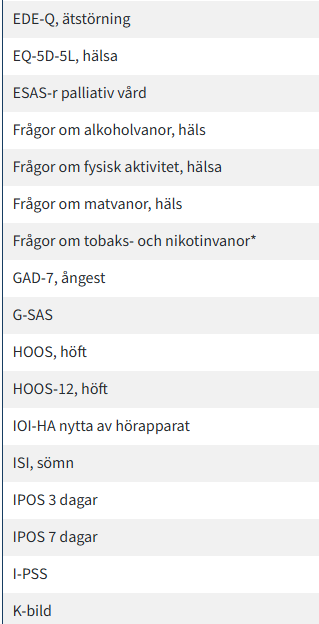 EDE-Q, ätstörning
EQ-5D-5L, hälsa
ESAS-r palliativ vård
Frågor om alkoholvanor, häls
Frågor om fysisk aktivitet, hälsa
Frågor om matvanor, häls
Frågor om tobaks- och nikotinvanor*
GAD-7, ångest
G-SAS
HOOS, höft
HOOS-12, höft
IOI-HA nytta av hörapparat
ISI, sömn
IPOS 3 dagar
IPOS 7 dagar
I-PSS
K-bild